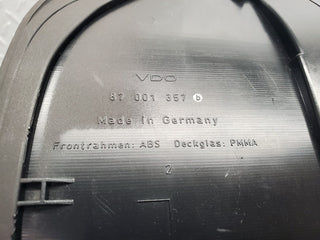 VDO
87 001 357 b
Made in Germany
Frontrahmen: ABS Deckglas: PMMA
2